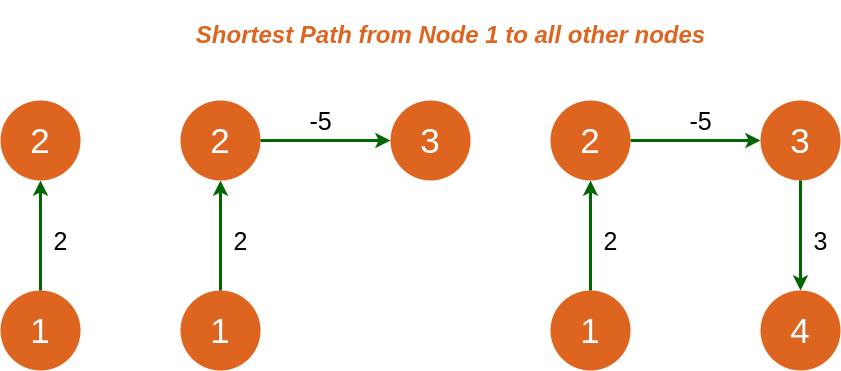 Shortest Path from Node 1 to all other nodes
-5 -5
2 2 3 2 3
2 2 2 3
1 1 1 4